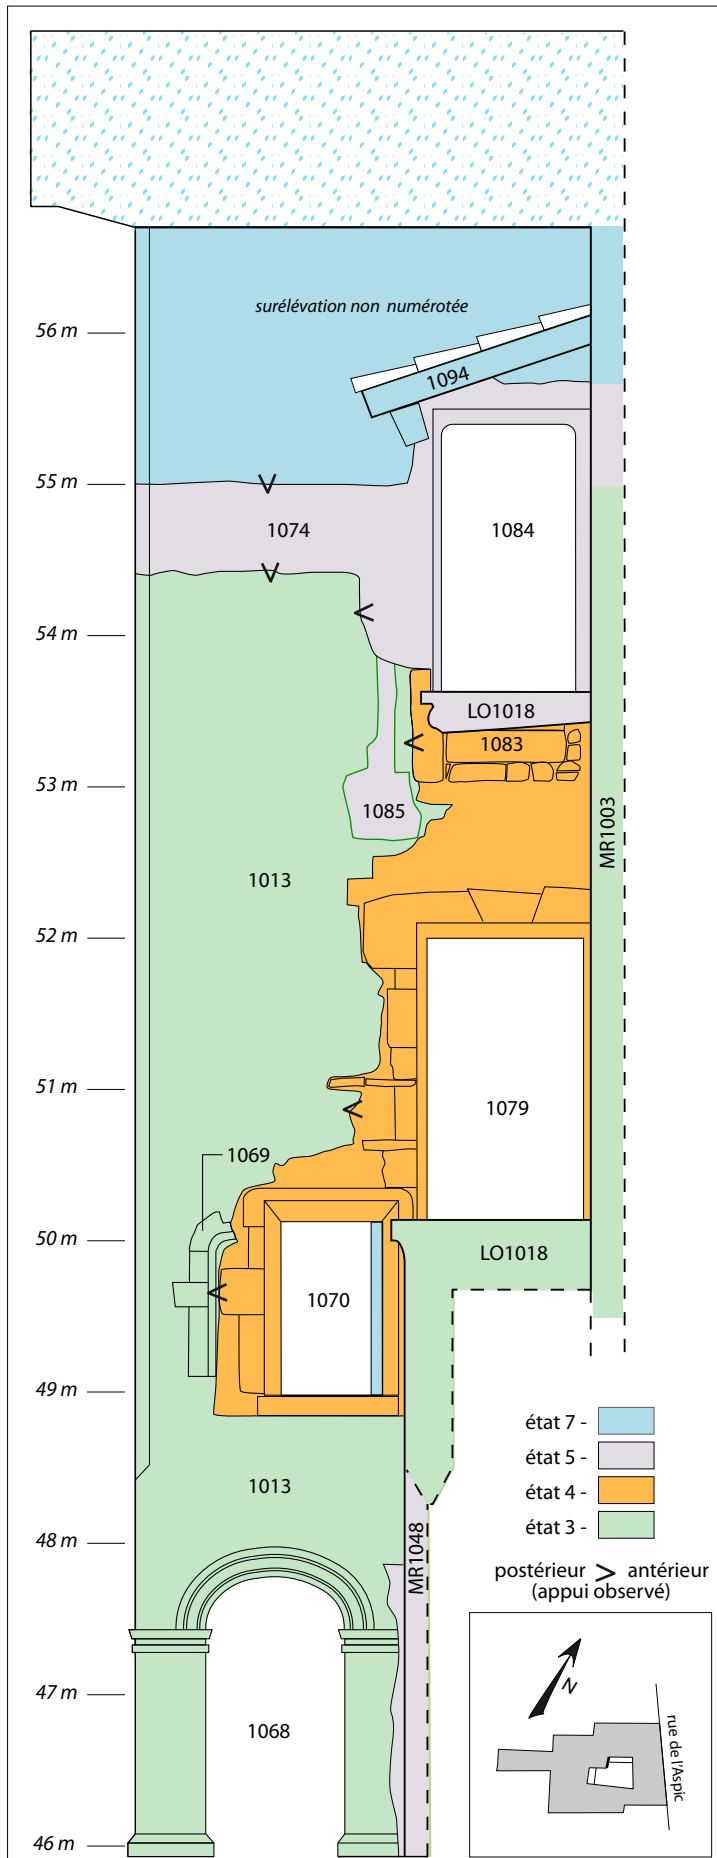 surélévation non numérotée
56 m
1094
55 m
1074
1084
54 m
LO1018
1083
53 m
1085
MR1003
1013
52 m
51 m
1079
1069
50 m
LO1018
1070
49 m
état 7 -
état 5 -
1013
état 4 -
état 3 -
48 m
MR1048
postérieur > antérieur
(appui observé)
47 m
N
1068
rue de l'Aspic
46 m